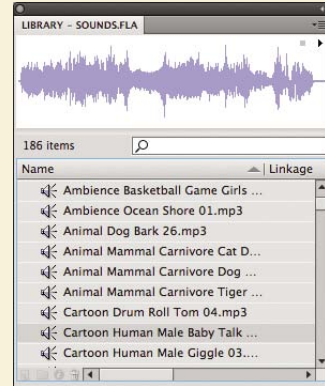 LIBRARY – SOUNDS.FLA
186 items
Name Linkage
Ambience Basketball Game Girls ...
Ambience Ocean Shore 01.mp3
Animal Dog Bark 26.mp3
Animal Mammal Carnivore Cat D...
Animal Mammal Carnivore Dog ...
Animal Mammal Carnivore Tiger ...
Cartoon Drum Roll Tom 04.mp3
Cartoon Human Male Baby Talk ...
Cartoon Human Male Giggle 03....